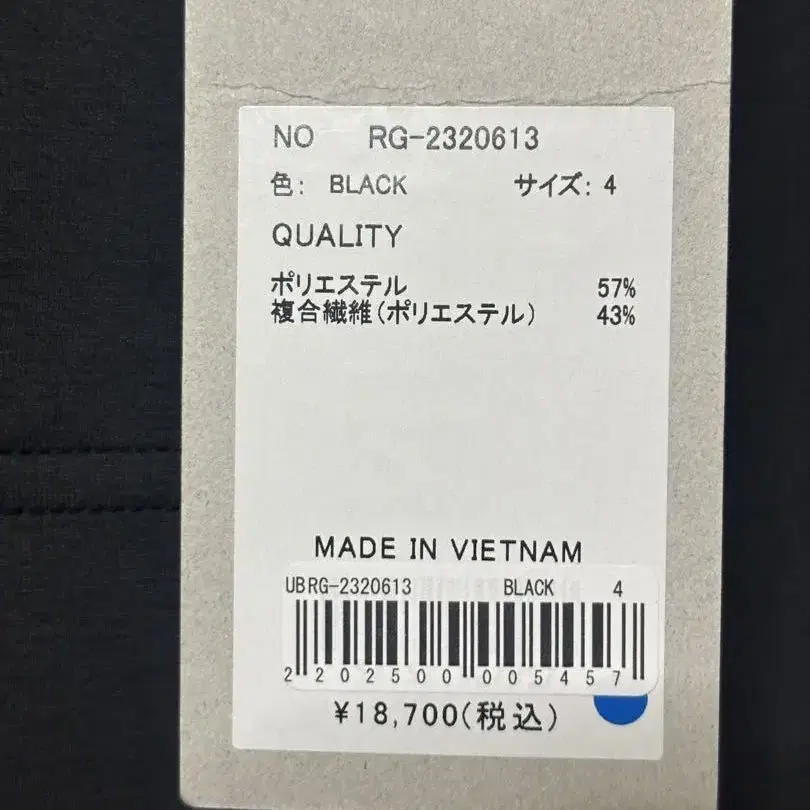 NO RG-2320613
色: BLACK サイズ: 4
QUALITY
ポリエステル 57%
複合繊維(ポリエステル) 43%
MADE IN VIETNAM
UBRG-2320613 BLACK 4
2202500005457
¥18,700(税込)